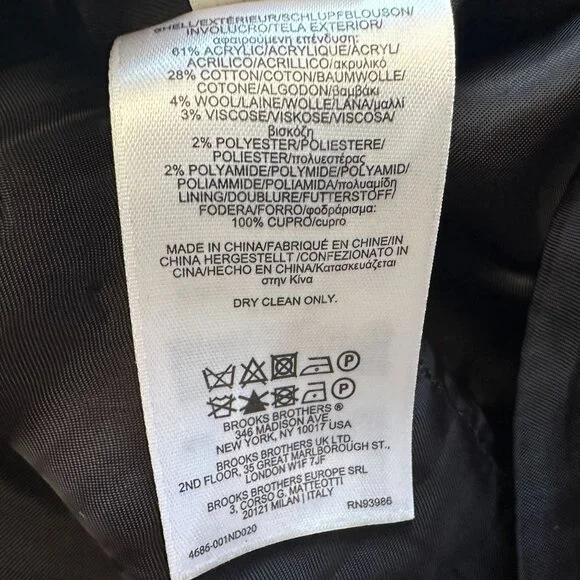 SHELL/EXTÉRIEUR/SCHLUPFBLOUSON/
INVOLUCRO/TELA EXTERIOR/
αφαιρούμενη επένδυση:
61% ACRYLIC/ACRYLIQUE/ACRYL/
ACRILICO/ACRILLICO/ακρυλικό
28% COTTON/COTON/BAUMWOLLE/
COTONE/ALGODON/βαμβάκι
4% WOOL/LAINE/WOLLE/LANA/μαλλί
3% VISCOSE/VISKOSE/VISCOSA/
βισκόζη
2% POLYESTER/POLIESTERE/
POLIESTER/πολυεστέρας
2% POLYAMIDE/POLYMIDE/POLYAMID/
POLIAMMIDE/POLIAMIDA/πολυαμίδη
LINING/DOUBLURE/FUTTERSTOFF/
FODERA/FORRO/φοδράρισμα:
100% CUPRO/cupro
MADE IN CHINA/FABRIQUÉ EN CHINE/IN
CHINA HERGESTELLT /CONFEZIONATO IN
CINA/HECHO EN CHINA/Κατασκευάζεται
στην Κίνα
DRY CLEAN ONLY.
P
P
BROOKS BROTHERS ®
346 MADISON AVE.
NEW YORK, NY 10017 USA
BROOKS BROTHERS UK LTD.
2ND FLOOR, 35 GREAT MARLBOROUGH ST.,
LONDON W1F 7JF
BROOKS BROTHERS EUROPE SRL
3, CORSO G. MATTEOTTI
20121 MILAN | ITALY
RN93986
4686-001ND020